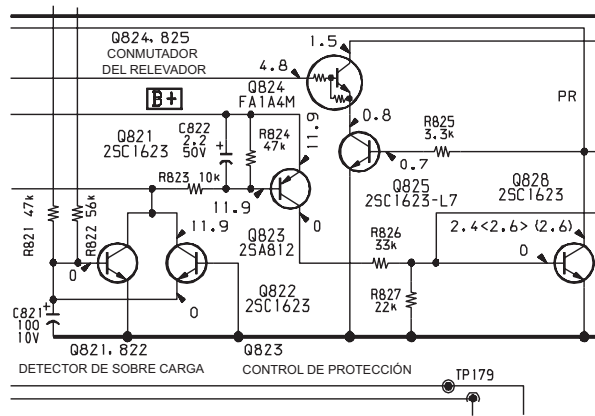 Q824, 825
CONMUTADOR
DEL RELEVADOR
1.5
4.8
Q824
FA1A4M
B+
PR
0.8
11.9
R825
3.3k
Q821
2SC1623
C822
2.2
50V
R824
47k
0.7
Q825
2SC1623-L7
Q828
2SC1623
R823 10k
11.9
R821 47k
R822 56k
11.9
Q823
2SA812
0
R826
33k
2.4<2.6> (2.6)
0
0
Q822
2SC1623
R827
22k
C821
100
10V
0
Q821, 822
DETECTOR DE SOBRE CARGA
Q823
CONTROL DE PROTECCIÓN
TP179